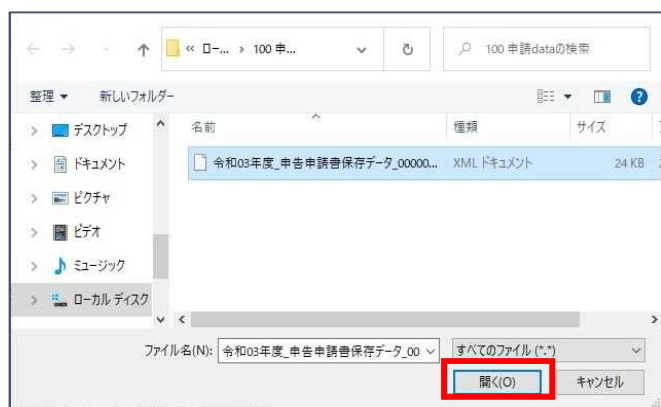 « ロー... › 100 申...
100 申請dataの検索
整理 新しいフォルダー
名前 種類 サイズ
デスクトップ
令和03年度_申告申請書保存データ_00000... XML ドキュメント 24 KB
ドキュメント
ピクチャ
ビデオ
ミュージック
ローカル ディスク
ファイル名(N): 令和03年度_申告申請書保存データ_00 すべてのファイル (*.*)
開く(O) キャンセル